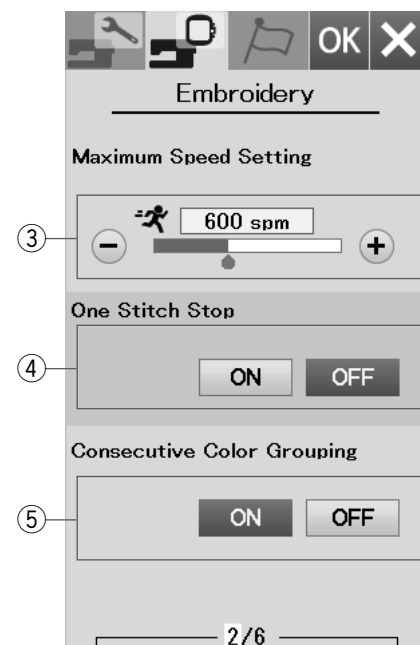 OK
Embroidery
Maximum Speed Setting
③
600 spm
One Stitch Stop
④
ON OFF
Consecutive Color Grouping
⑤
ON OFF
2/6